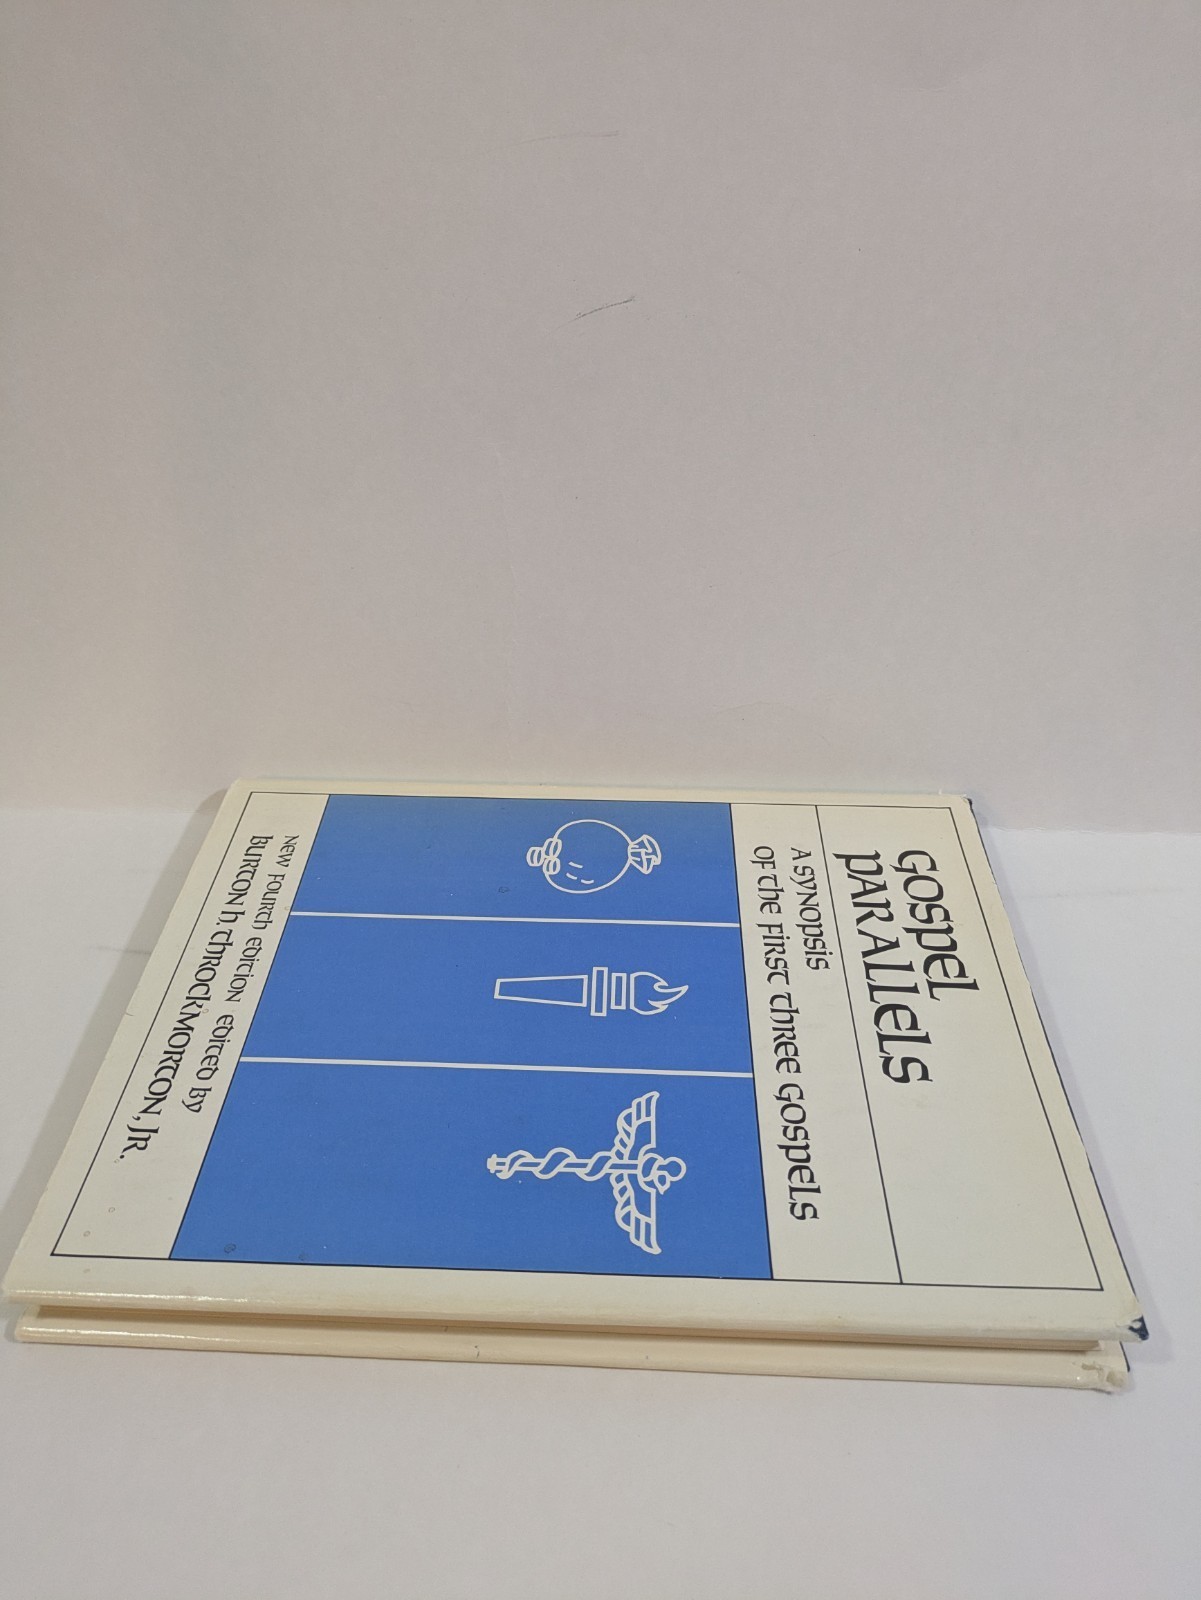 Gospel
Parallels
A Synopsis
of the First Three Gospels
New Fourth Edition Edited by
Burton H. Throckmorton, Jr.